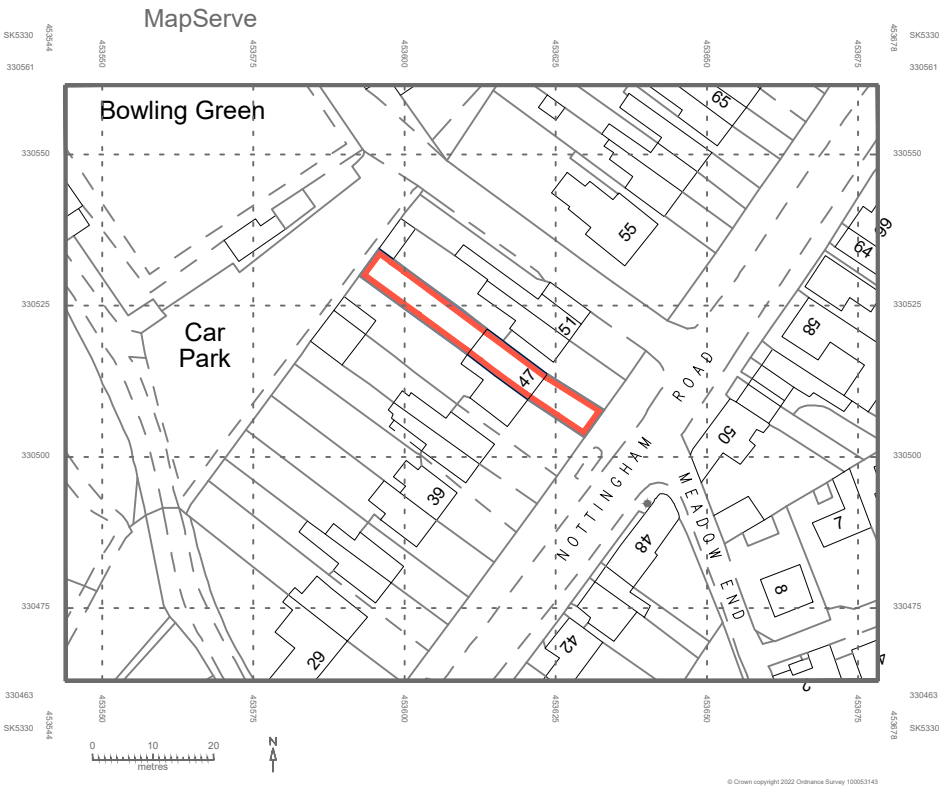 MapServe
SK5330
453544
453550
453575
453600
453625
453650
453675
453678
SK5330
330561
330561
Bowling Green
65
330550
330550
55
99
64
330525
330525
51
58
Car
Park
ROAD
47
50
330500
330500
NOTTINGHAM
39
MEADOW END
7
48
8
330475
330475
42
29
330463
330463
SK5330
453544
453550
453575
453600
453625
453650
453675
453678
SK5330
0 10 20
metres
N
© Crown copyright 2022 Ordnance Survey 100053143